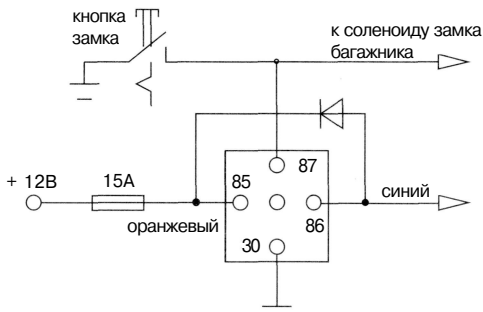 кнопка
замка
к соленоиду замка
багажника
+ 12В
15А
85
87
86
30
оранжевый
синий